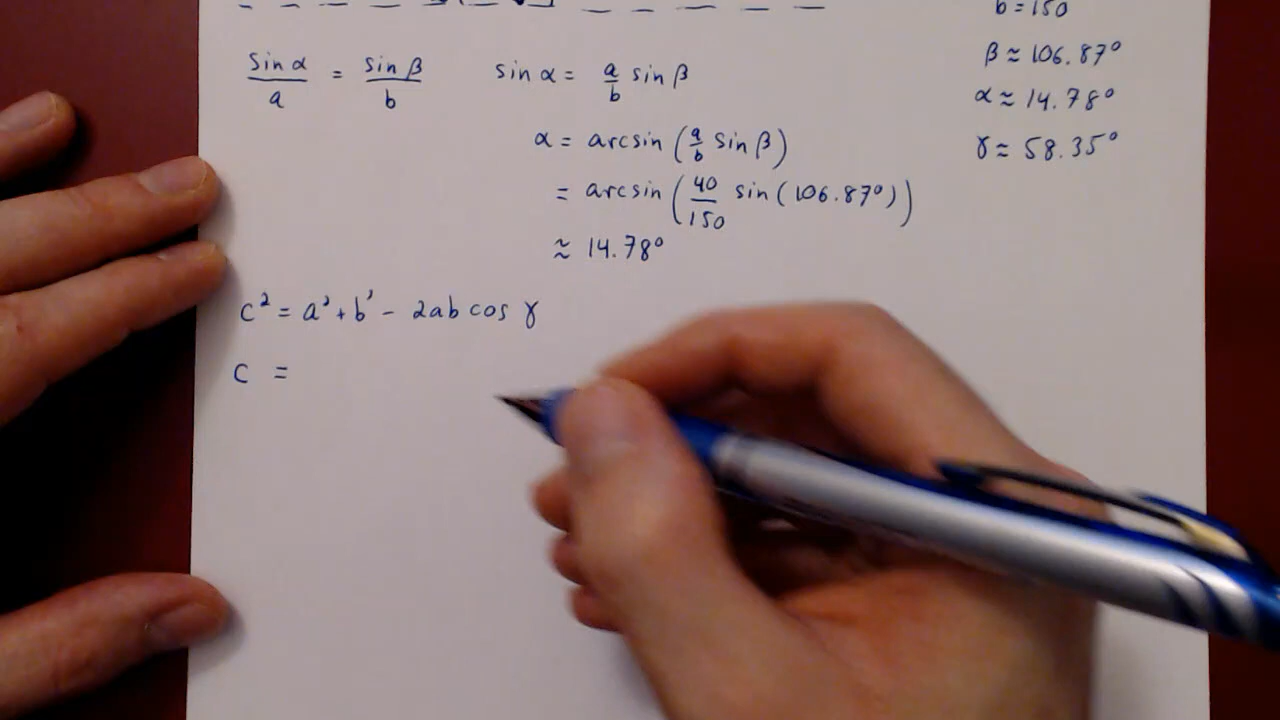 b = 150
β ≈ 106.87°
α ≈ 14.78°
γ ≈ 58.35°
sin α / a = sin β / b
sin α = a/b sin β
α = arcsin (a/b sin β)
= arcsin (40/150 sin (106.87°))
≈ 14.78°
c² = a² + b² - 2ab cos γ
c =